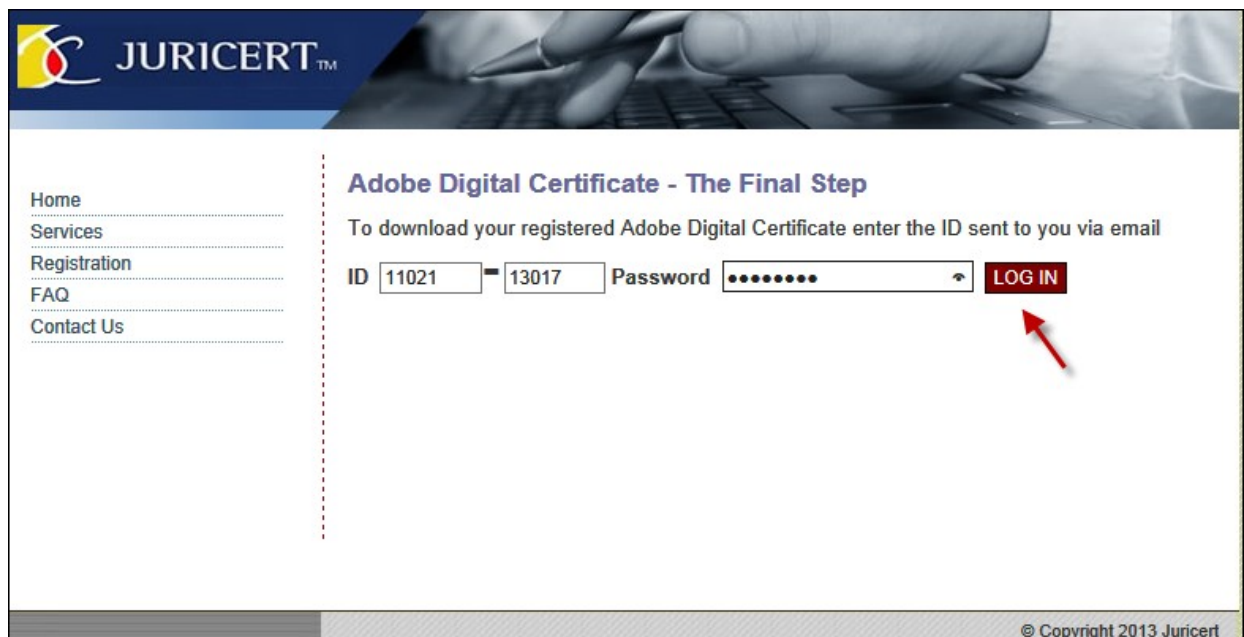 JURICERT™
Home
Services
Registration
FAQ
Contact Us
Adobe Digital Certificate - The Final Step
To download your registered Adobe Digital Certificate enter the ID sent to you via email
ID 11021 - 13017 Password •••••••• LOG IN
© Copyright 2013 Juricert